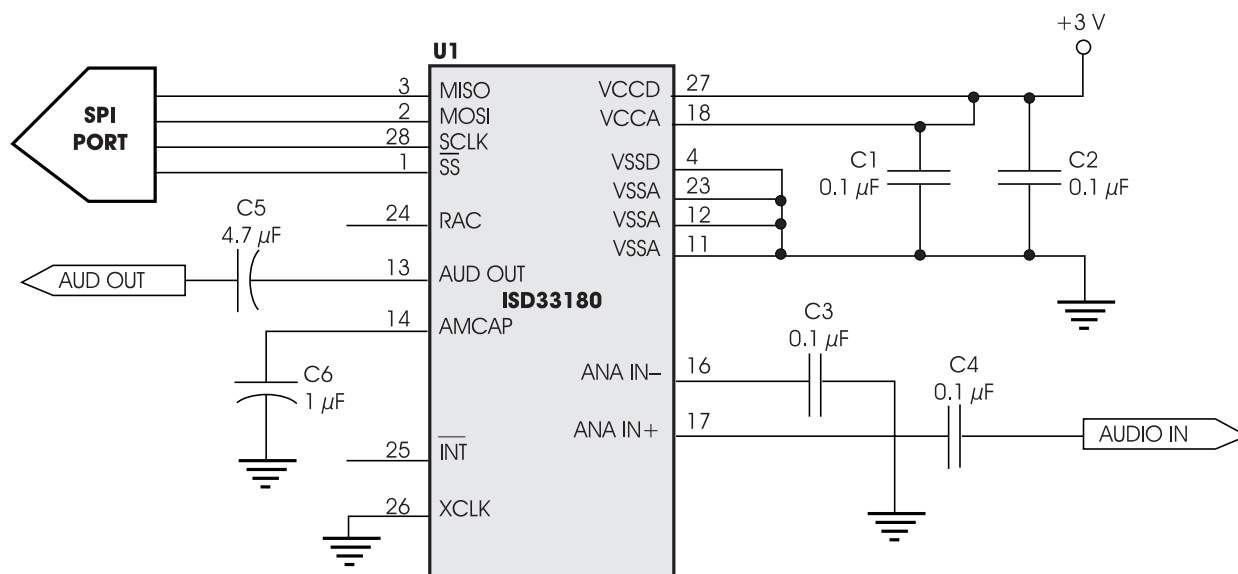 +3 V
U1
SPI
PORT
3
MISO
2
MOSI
28
SCLK
1
S̅S̅
24
RAC
C5
4.7 µF
AUD OUT
13
AUD OUT
ISD33180
14
AMCAP
C6
1 µF
25
I̅N̅T̅
26
XCLK
VCCD
27
VCCA
18
VSSD
4
VSSA
23
VSSA
12
VSSA
11
C1
0.1 µF
C2
0.1 µF
C3
0.1 µF
ANA IN–
16
C4
0.1 µF
ANA IN+
17
AUDIO IN